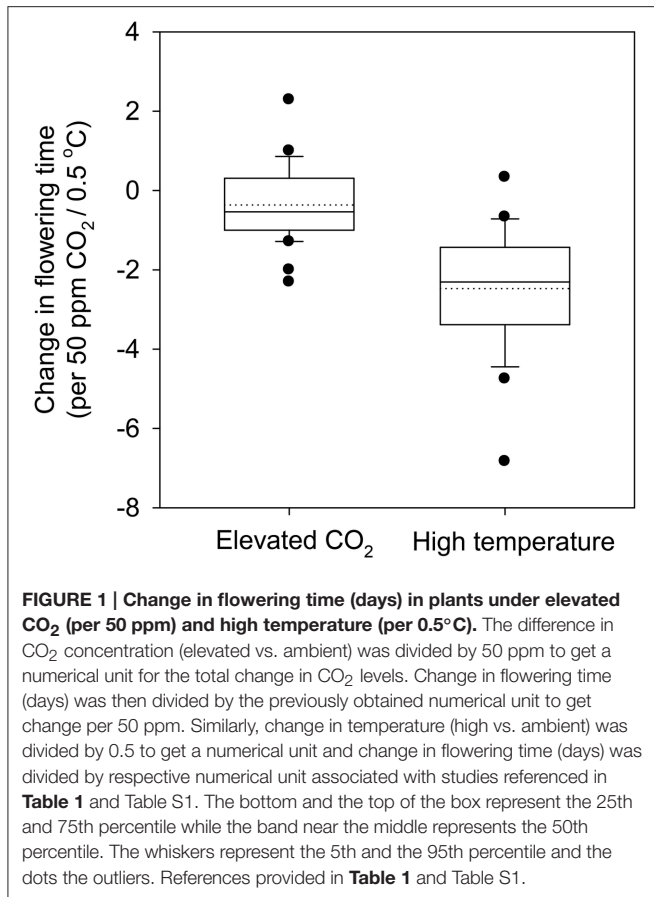 4
2
0
-2
-4
-6
-8
Change in flowering time
(per 50 ppm CO₂ / 0.5 °C)
Elevated CO₂ High temperature
FIGURE 1 | Change in flowering time (days) in plants under elevated
CO₂ (per 50 ppm) and high temperature (per 0.5°C). The difference in
CO₂ concentration (elevated vs. ambient) was divided by 50 ppm to get a
numerical unit for the total change in CO₂ levels. Change in flowering time
(days) was then divided by the previously obtained numerical unit to get
change per 50 ppm. Similarly, change in temperature (high vs. ambient) was
divided by 0.5 to get a numerical unit and change in flowering time (days) was
divided by respective numerical unit associated with studies referenced in
Table 1 and Table S1. The bottom and the top of the box represent the 25th
and 75th percentile while the band near the middle represents the 50th
percentile. The whiskers represent the 5th and the 95th percentile and the
dots the outliers. References provided in Table 1 and Table S1.